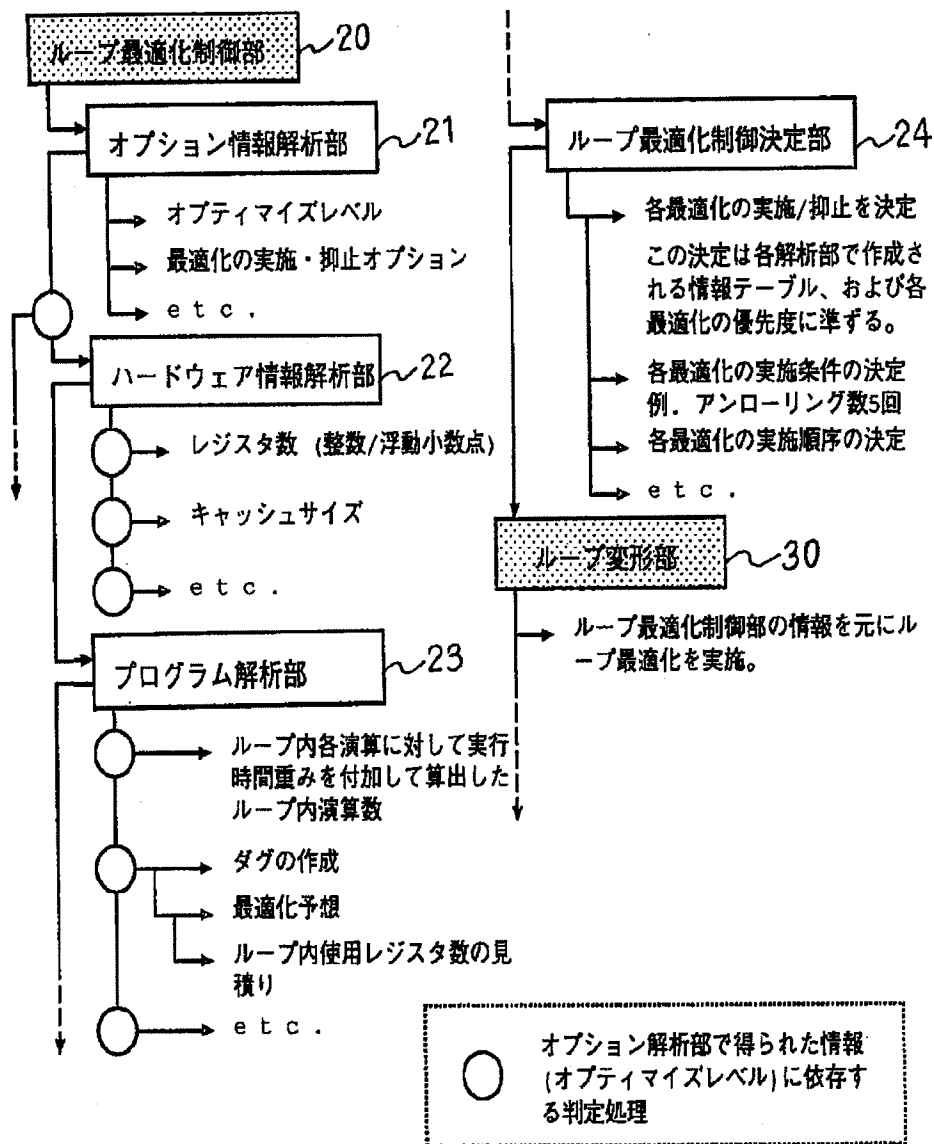 ループ最適化制御部
20
オプション情報解析部
21
オプティマイズレベル
最適化の実施・抑止オプション
etc.
ハードウェア情報解析部
22
レジスタ数 (整数/浮動小数点)
キャッシュサイズ
etc.
プログラム解析部
23
ループ内各演算に対して実行
時間重みを付加して算出した
ループ内演算数
ダグの作成
最適化予想
ループ内使用レジスタ数の見
積り
etc.
ループ最適化制御決定部
24
各最適化の実施/抑止を決定
この決定は各解析部で作成さ
れる情報テーブル、および各
最適化の優先度に準ずる。
各最適化の実施条件の決定
例. アンローリング数5回
各最適化の実施順序の決定
etc.
ループ変形部
30
ループ最適化制御部の情報を元にル
ープ最適化を実施。
オプション解析部で得られた情報
(オプティマイズレベル)に依存す
る判定処理